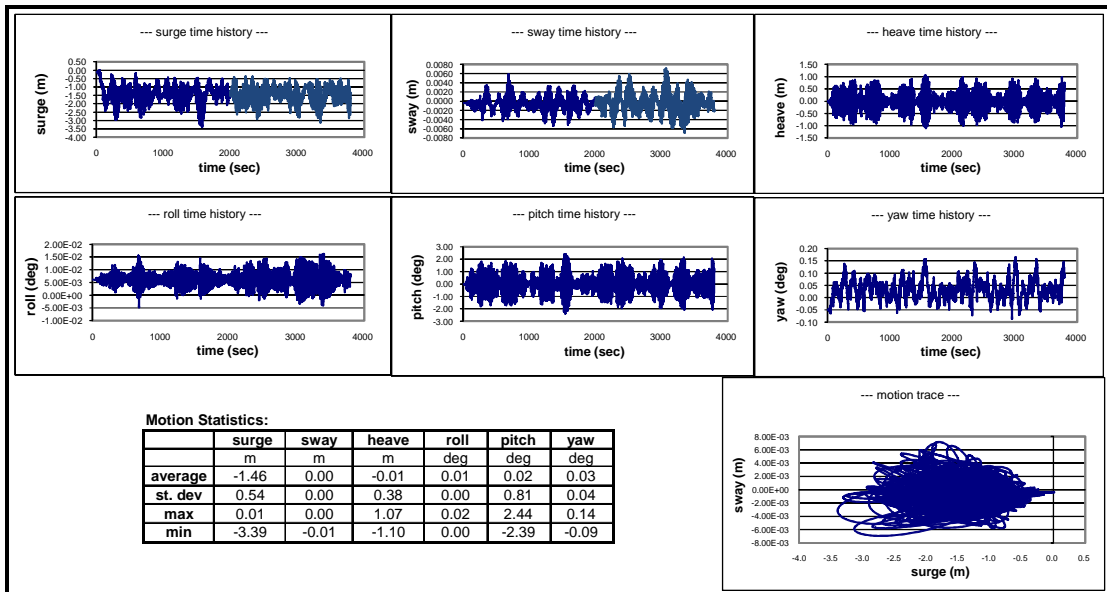 --- surge time history ---
0.50
0.00
-0.50
-1.00
-1.50
-2.00
-2.50
-3.00
-3.50
-4.00
surge (m)
0 1000 2000 3000 4000
time (sec)
--- sway time history ---
0.0080
0.0060
0.0040
0.0020
0.0000
-0.0020
-0.0040
-0.0060
-0.0080
sway (m)
0 1000 2000 3000 4000
time (sec)
--- heave time history ---
1.50
1.00
0.50
0.00
-0.50
-1.00
-1.50
heave (m)
0 1000 2000 3000 4000
time (sec)
--- roll time history ---
2.00E-02
1.50E-02
1.00E-02
5.00E-03
0.00E+00
-5.00E-03
-1.00E-02
roll (deg)
0 1000 2000 3000 4000
time (sec)
--- pitch time history ---
3.00
2.00
1.00
0.00
-1.00
-2.00
-3.00
pitch (deg)
0 1000 2000 3000 4000
time (sec)
--- yaw time history ---
0.20
0.15
0.10
0.05
0.00
-0.05
-0.10
yaw (deg)
0 1000 2000 3000 4000
time (sec)
Motion Statistics:
surge sway heave roll pitch yaw
m m m deg deg deg
average -1.46 0.00 -0.01 0.01 0.02 0.03
st. dev 0.54 0.00 0.38 0.00 0.81 0.04
max 0.01 0.00 1.07 0.02 2.44 0.14
min -3.39 -0.01 -1.10 0.00 -2.39 -0.09
--- motion trace ---
8.00E-03
6.00E-03
4.00E-03
2.00E-03
0.00E+00
-2.00E-03
-4.00E-03
-6.00E-03
-8.00E-03
sway (m)
-4.0 -3.5 -3.0 -2.5 -2.0 -1.5 -1.0 -0.5 0.0 0.5
surge (m)